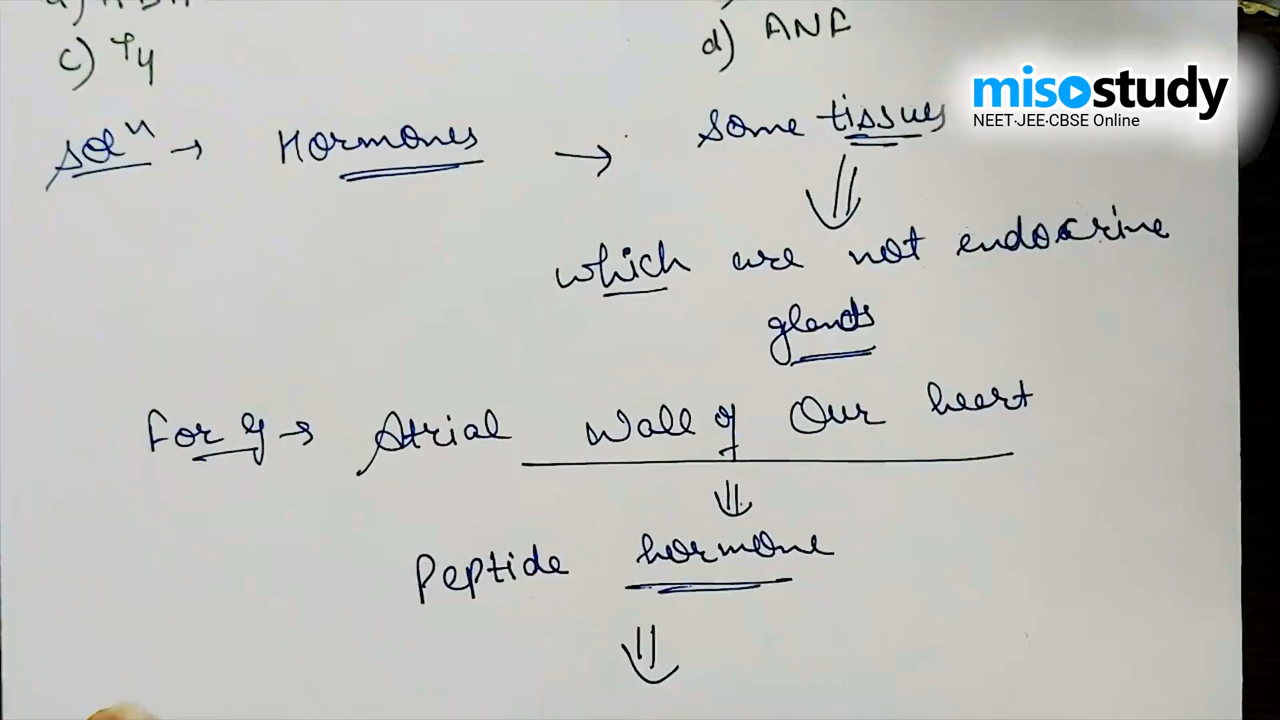 d) ANF
c) T4
misostudy
NEET·JEE·CBSE Online
Solⁿ → Hormones → Some tissues
which are not endocrine
glands
For eg → Atrial Wall of Our heart
Peptide hormone